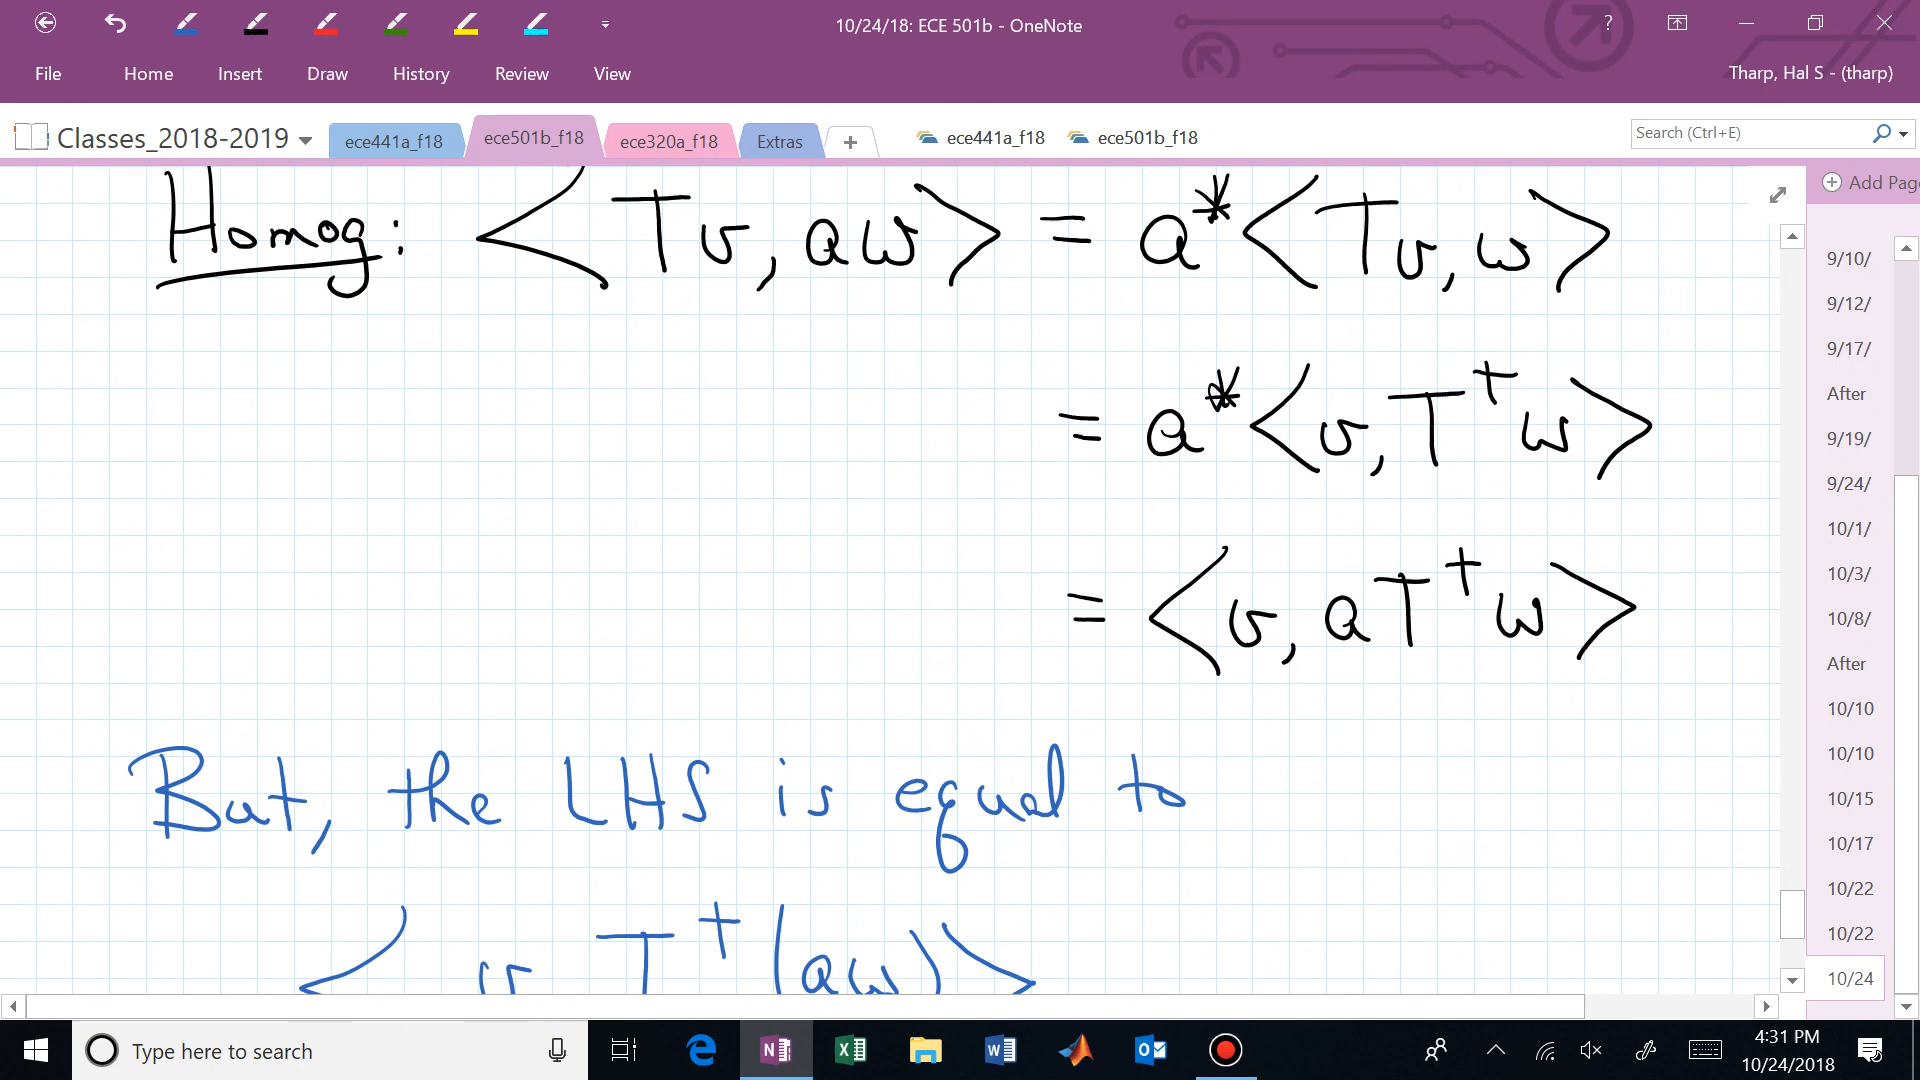 10/24/18: ECE 501b - OneNote
?
File Home Insert Draw History Review View
Tharp, Hal S - (tharp)
Classes_2018-2019
ece441a_f18
ece501b_f18
ece320a_f18
Extras
+
ece441a_f18
ece501b_f18
Search (Ctrl+E)
Homog: <Tv, aw> = a*<Tv, w>
= a*<v, T†w>
= <v, aT†w>
But, the LHS is equal to
<v, T†(aw)>
Add Page
9/10/
9/12/
9/17/
After
9/19/
9/24/
10/1/
10/3/
10/8/
After
10/10
10/10
10/15
10/17
10/22
10/22
10/24
Type here to search
4:31 PM
10/24/2018